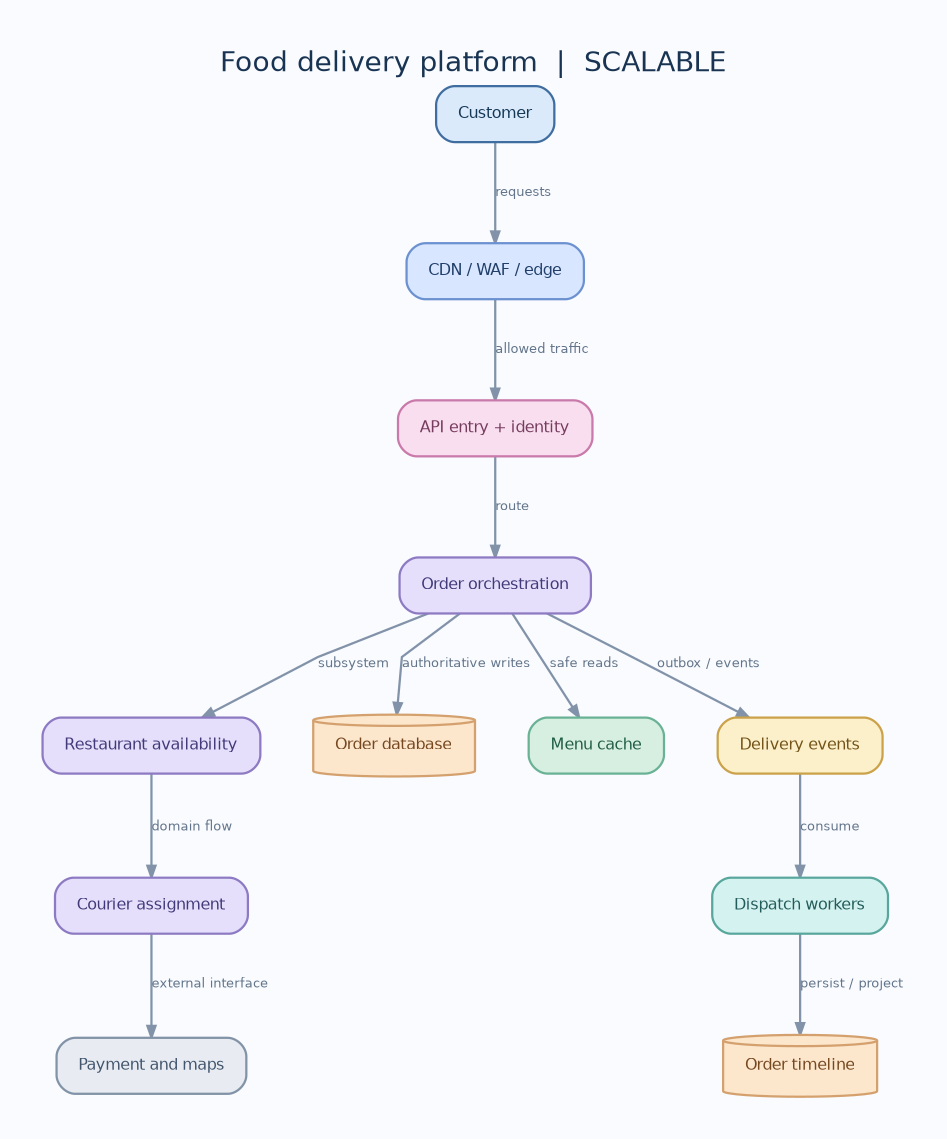 Food delivery platform | SCALABLE
Customer
requests
CDN / WAF / edge
allowed traffic
API entry + identity
route
Order orchestration
subsystem
authoritative writes
safe reads
outbox / events
Restaurant availability
Order database
Menu cache
Delivery events
domain flow
consume
Courier assignment
Dispatch workers
external interface
persist / project
Payment and maps
Order timeline